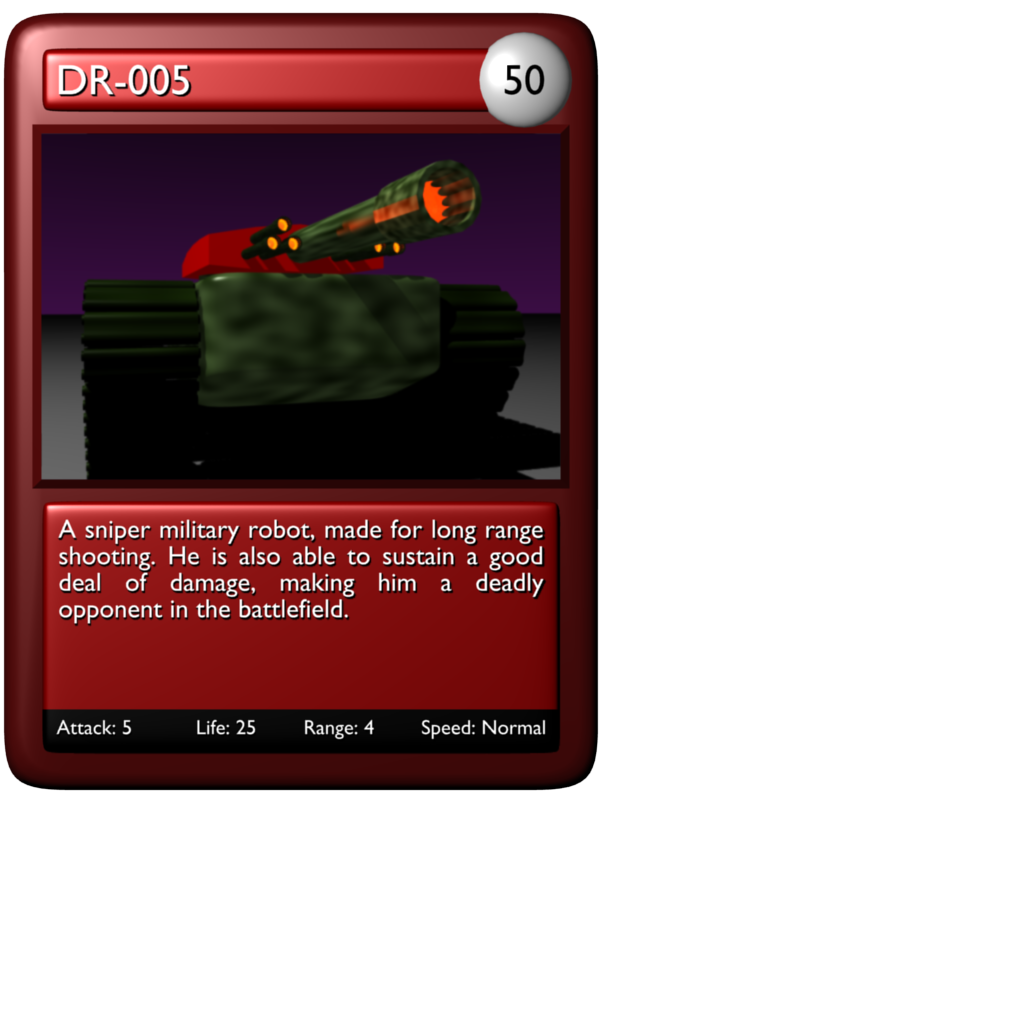 DR-005
50
A sniper military robot, made for long range
shooting. He is also able to sustain a good
deal of damage, making him a deadly
opponent in the battlefield.
Attack: 5 Life: 25 Range: 4 Speed: Normal